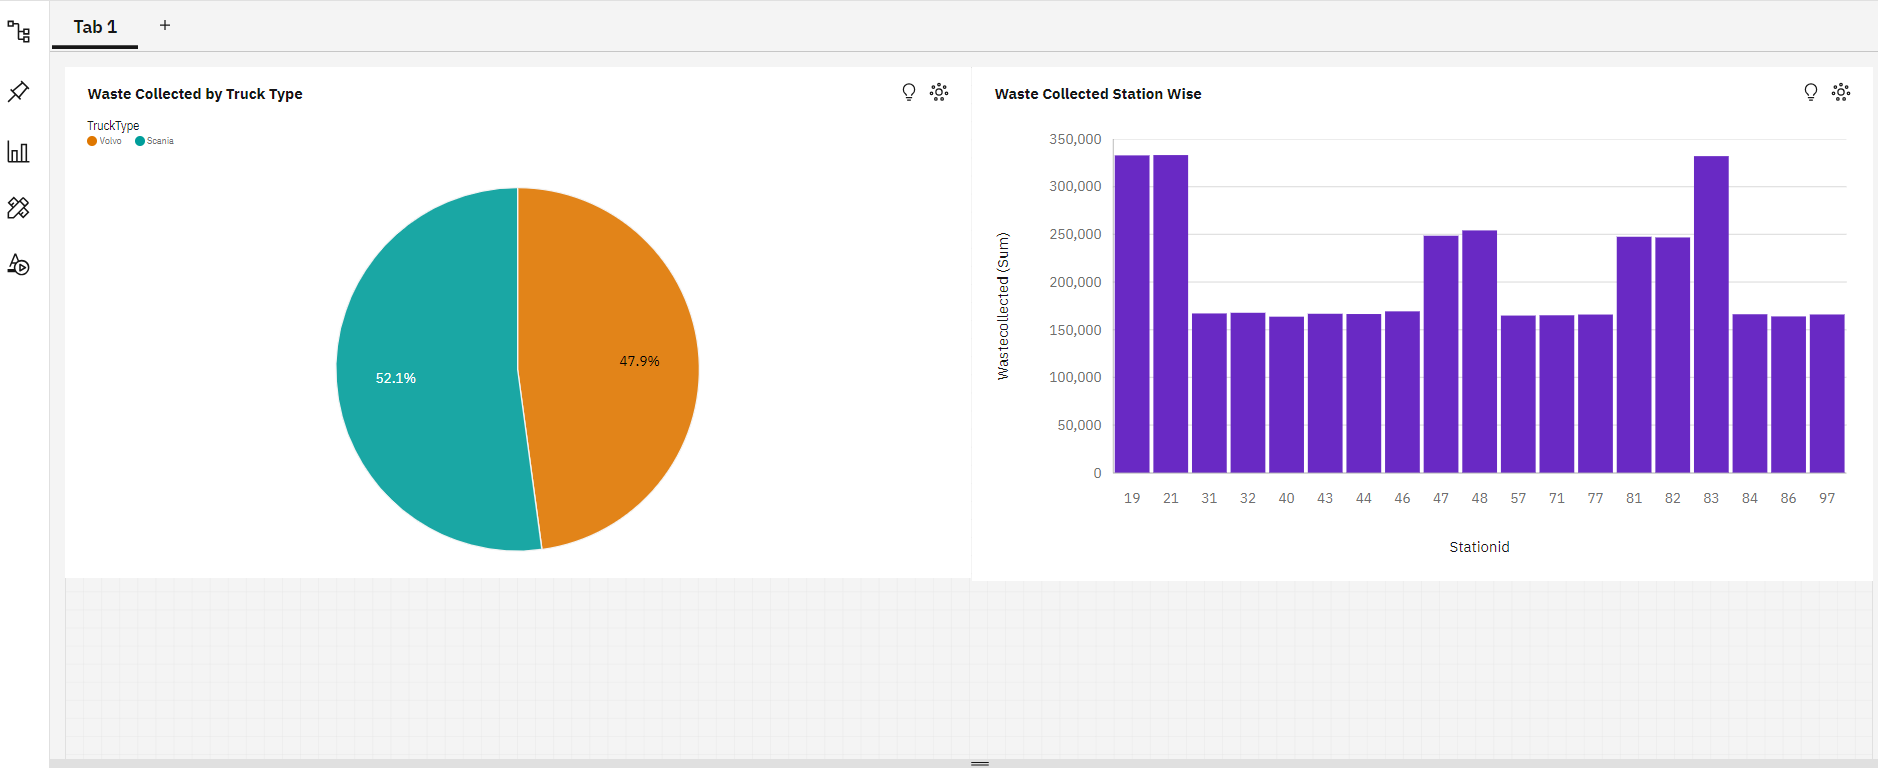 Tab 1 +
Waste Collected by Truck Type
TruckType
Volvo Scania
47.9%
52.1%
Waste Collected Station Wise
Wastecollected (Sum)
350,000
300,000
250,000
200,000
150,000
100,000
50,000
0
19 21 31 32 40 43 44 46 47 48 57 71 77 81 82 83 84 86 97
Stationid